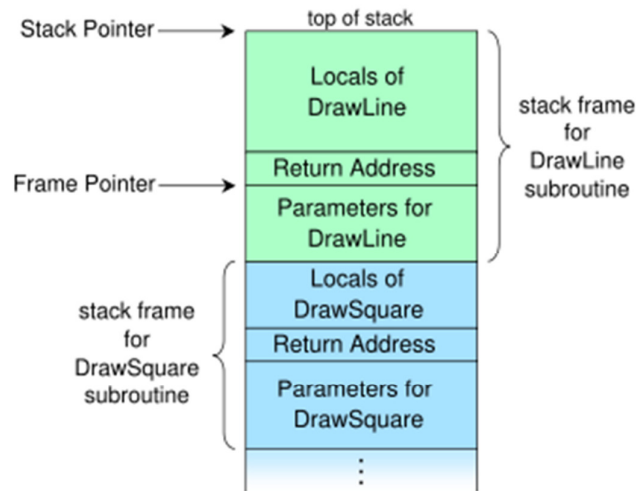 top of stack
Stack Pointer
Locals of
DrawLine
Return Address
Frame Pointer
Parameters for
DrawLine
stack frame
for
DrawLine
subroutine
Locals of
DrawSquare
Return Address
Parameters for
DrawSquare
stack frame
for
DrawSquare
subroutine